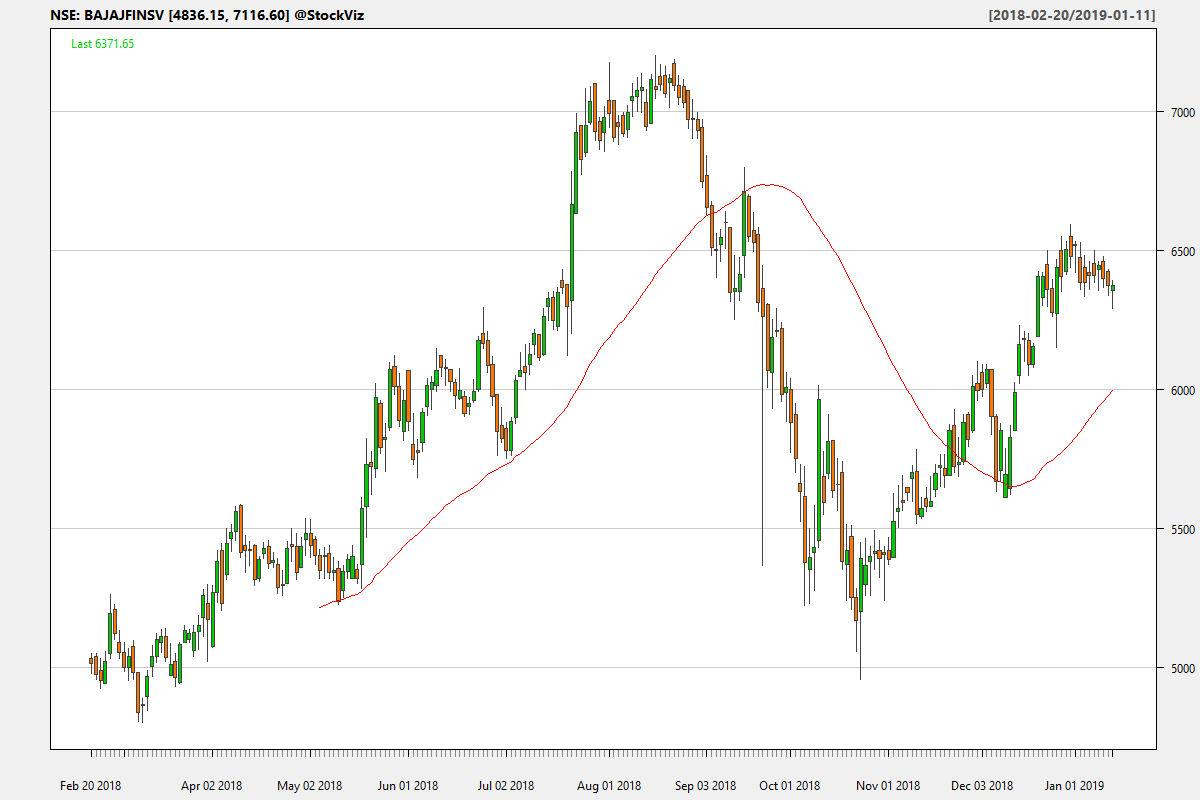 NSE: BAJAJFINSV [4836.15, 7116.60] @StockViz [2018-02-20/2019-01-11]
Last 6371.65
7000
6500
6000
5500
5000
Feb 20 2018 Apr 02 2018 May 02 2018 Jun 01 2018 Jul 02 2018 Aug 01 2018 Sep 03 2018 Oct 01 2018 Nov 01 2018 Dec 03 2018 Jan 01 2019